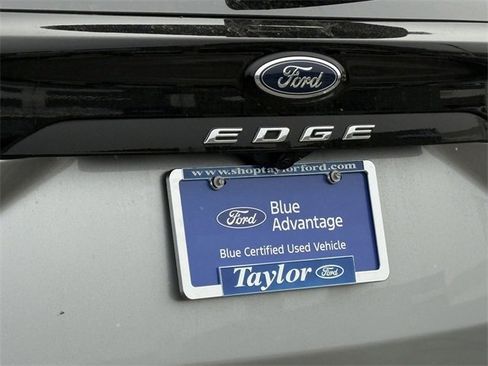 Ford
EDGE
www.shoptaylorford.com
Ford
Blue
Advantage
Blue Certified Used Vehicle
Taylor Ford